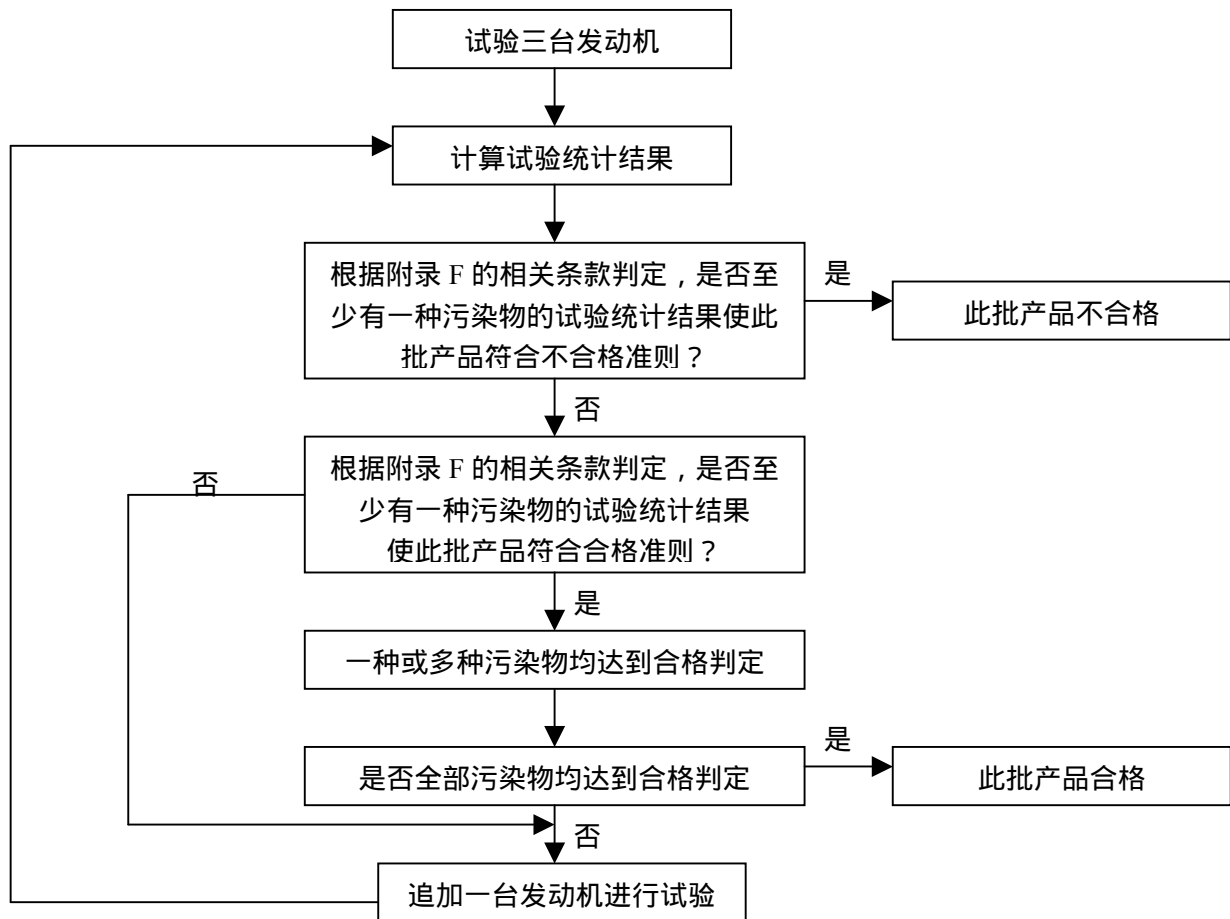 试验三台发动机
计算试验统计结果
根据附录 F 的相关条款判定，是否至
少有一种污染物的试验统计结果使此
批产品符合不合格准则？
是
此批产品不合格
否
根据附录 F 的相关条款判定，是否至
少有一种污染物的试验统计结果
使此批产品符合合格准则？
否
是
一种或多种污染物均达到合格判定
是否全部污染物均达到合格判定
是
此批产品合格
否
追加一台发动机进行试验